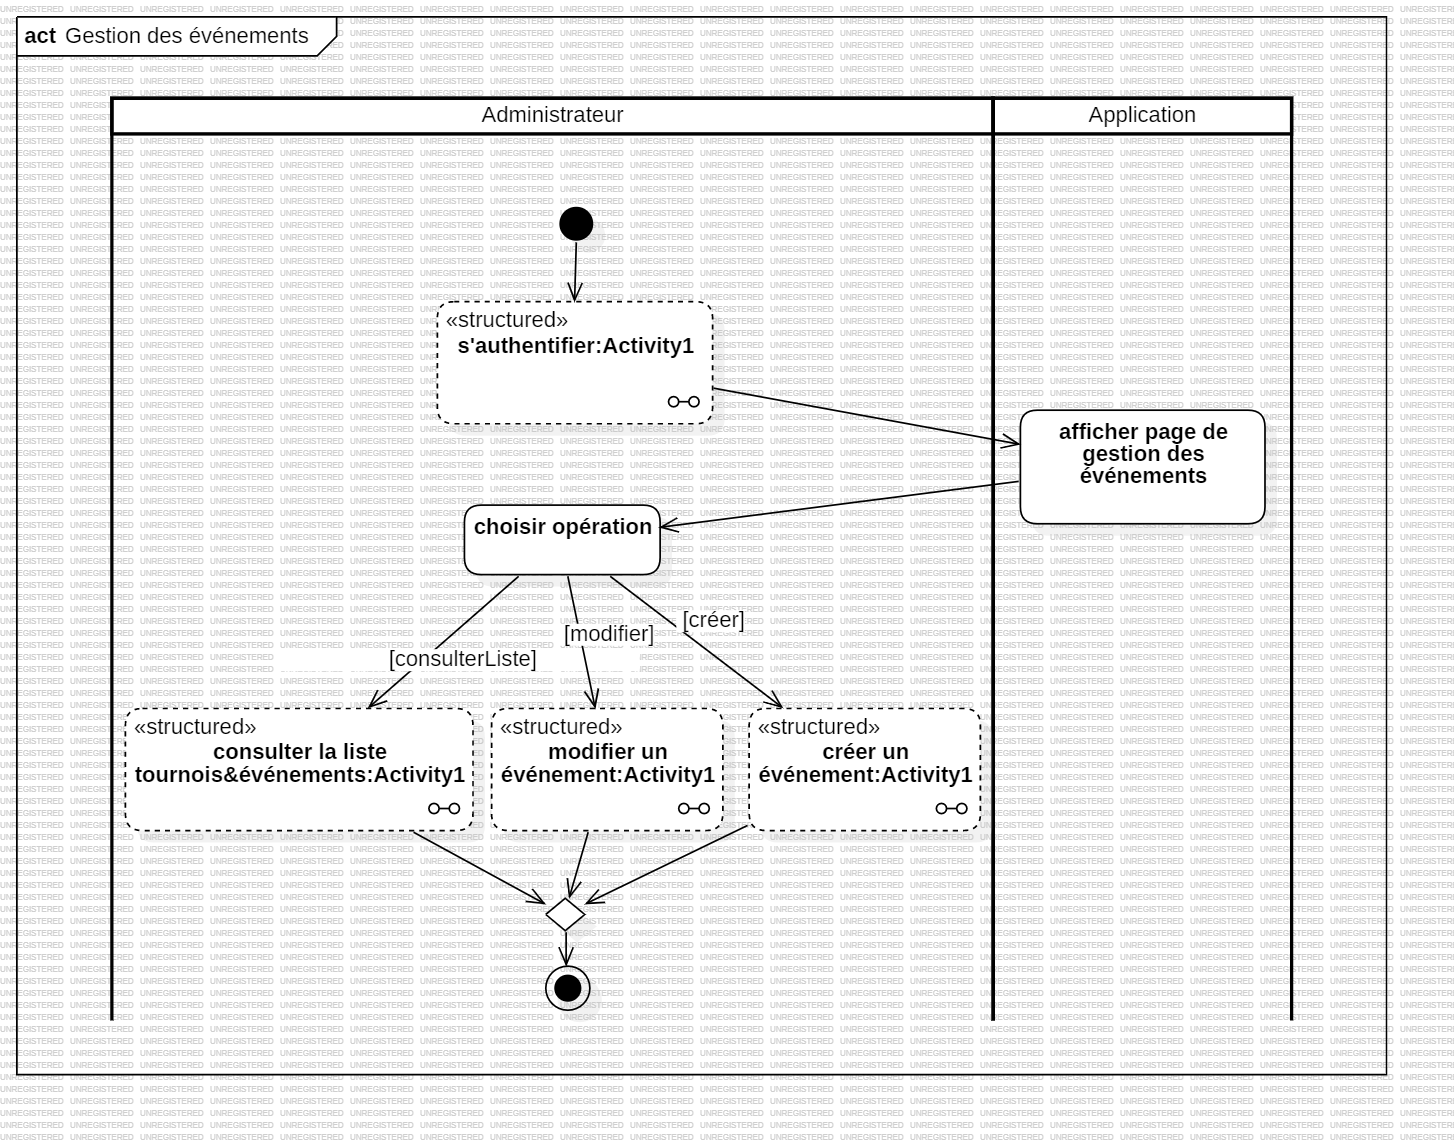 act Gestion des événements
Administrateur
Application
«structured»
s'authentifier:Activity1
afficher page de
gestion des
événements
choisir opération
[créer]
[modifier]
[consulterListe]
«structured»
consulter la liste
tournois&événements:Activity1
«structured»
modifier un
événement:Activity1
«structured»
créer un
événement:Activity1
UNREGISTERED